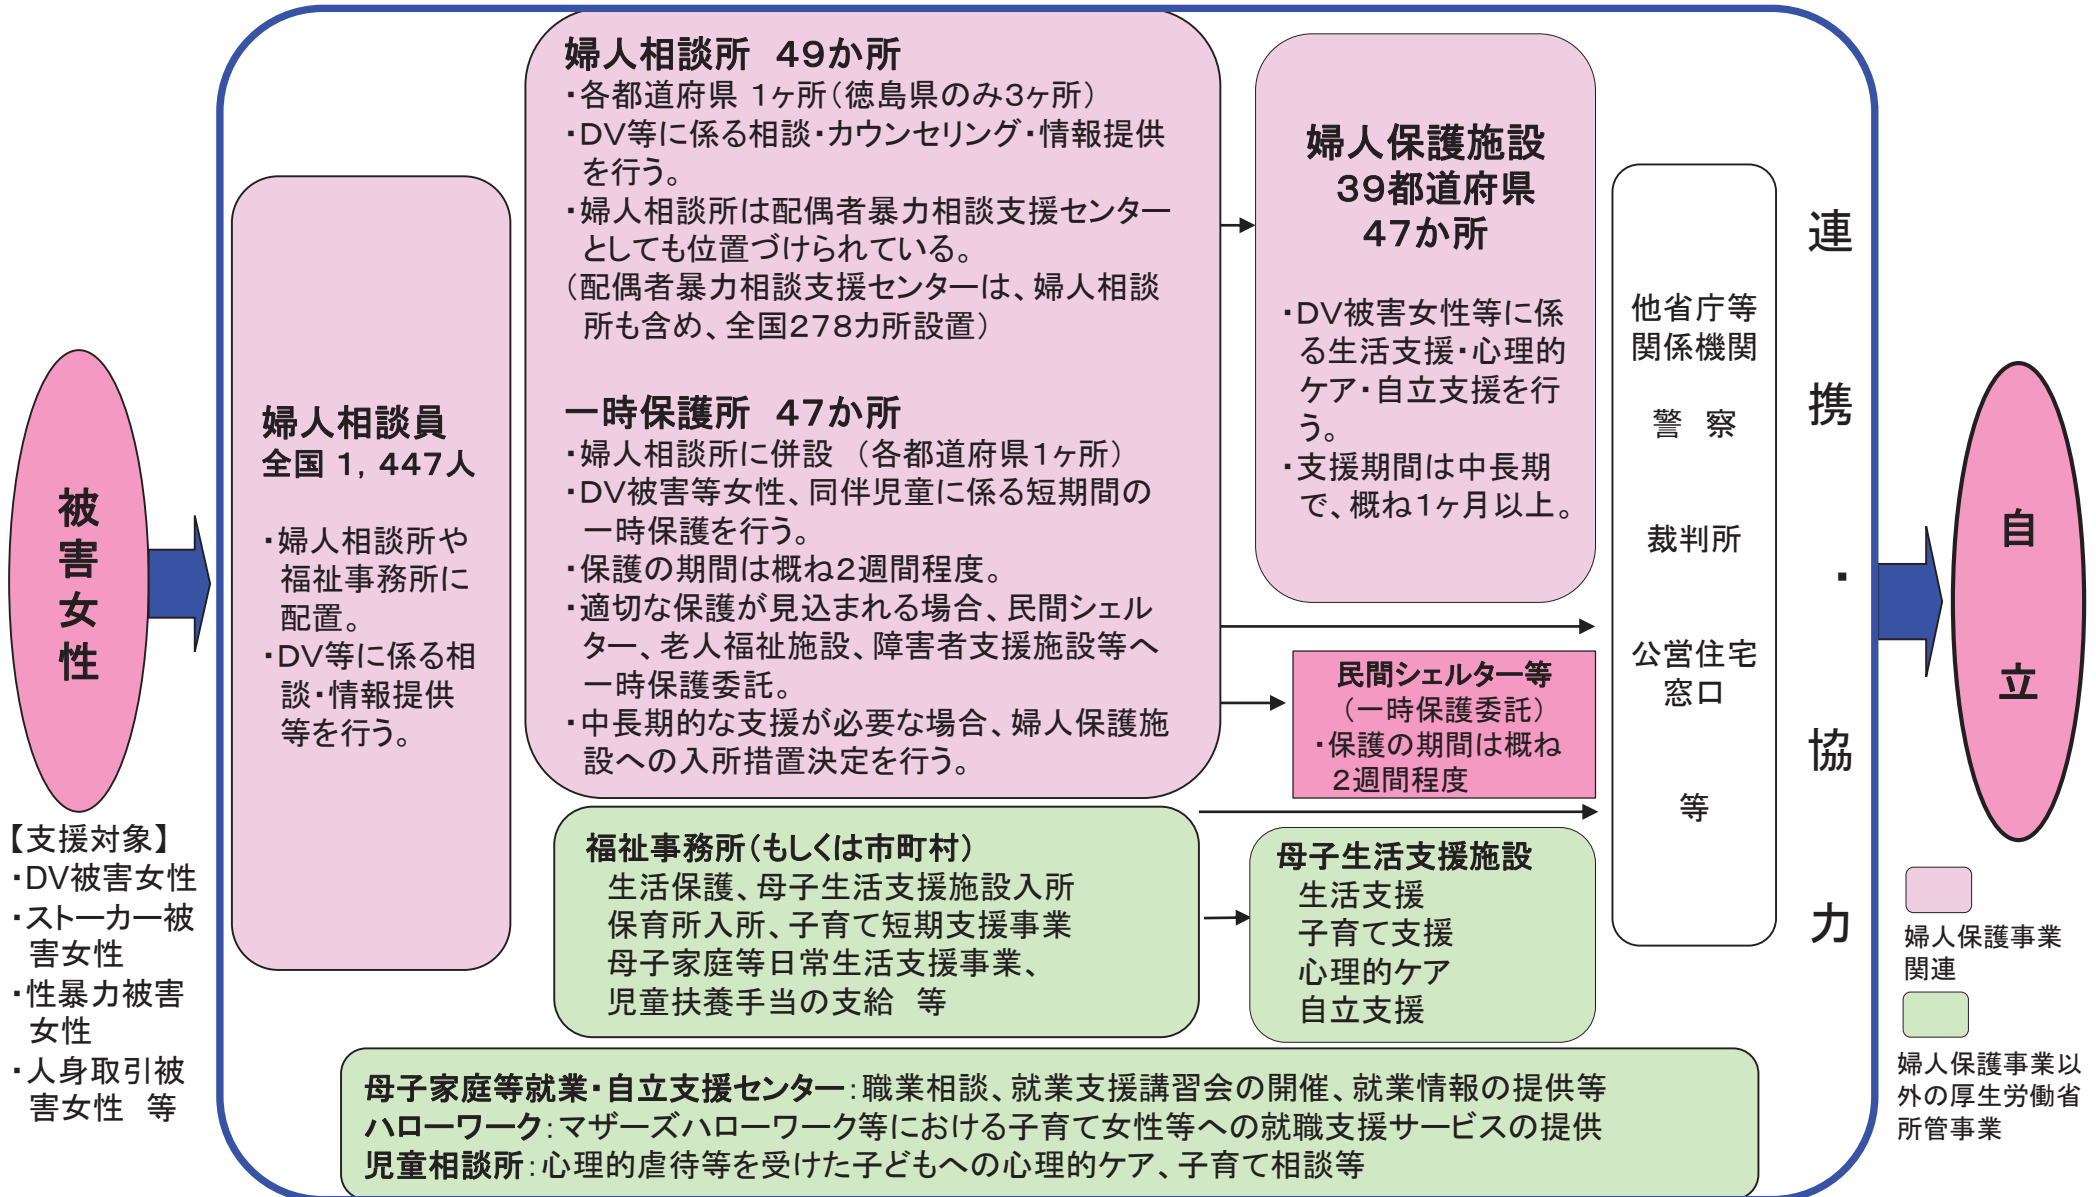 被害女性
【支援対象】
・DV被害女性
・ストーカー被
害女性
・性暴力被害
女性
・人身取引被
害女性　等
婦人相談員
全国 1，447人
・婦人相談所や
福祉事務所に
配置。
・DV等に係る相
談・情報提供
等を行う。
婦人相談所　49か所
・各都道府県 1ヶ所（徳島県のみ3ヶ所）
・DV等に係る相談・カウンセリング・情報提供
を行う。
・婦人相談所は配偶者暴力相談支援センター
としても位置づけられている。
（配偶者暴力相談支援センターは、婦人相談
所も含め、全国278カ所設置）
一時保護所　47か所
・婦人相談所に併設　（各都道府県1ヶ所）
・DV被害等女性、同伴児童に係る短期間の
一時保護を行う。
・保護の期間は概ね2週間程度。
・適切な保護が見込まれる場合、民間シェル
ター、老人福祉施設、障害者支援施設等へ
一時保護委託。
・中長期的な支援が必要な場合、婦人保護施
設への入所措置決定を行う。
婦人保護施設
39都道府県
47か所
・DV被害女性等に係
る生活支援・心理的
ケア・自立支援を行
う。
・支援期間は中長期
で、概ね1ヶ月以上。
民間シェルター等
（一時保護委託）
・保護の期間は概ね
2週間程度
福祉事務所（もしくは市町村）
生活保護、母子生活支援施設入所
保育所入所、子育て短期支援事業
母子家庭等日常生活支援事業、
児童扶養手当の支給　等
母子生活支援施設
生活支援
子育て支援
心理的ケア
自立支援
他省庁等
関係機関
警　察
裁判所
公営住宅
窓口
等
連携・協力
母子家庭等就業・自立支援センター：職業相談、就業支援講習会の開催、就業情報の提供等
ハローワーク：マザーズハローワーク等における子育て女性等への就職支援サービスの提供
児童相談所：心理的虐待等を受けた子どもへの心理的ケア、子育て相談等
自立
婦人保護事業
関連
婦人保護事業以
外の厚生労働省
所管事業